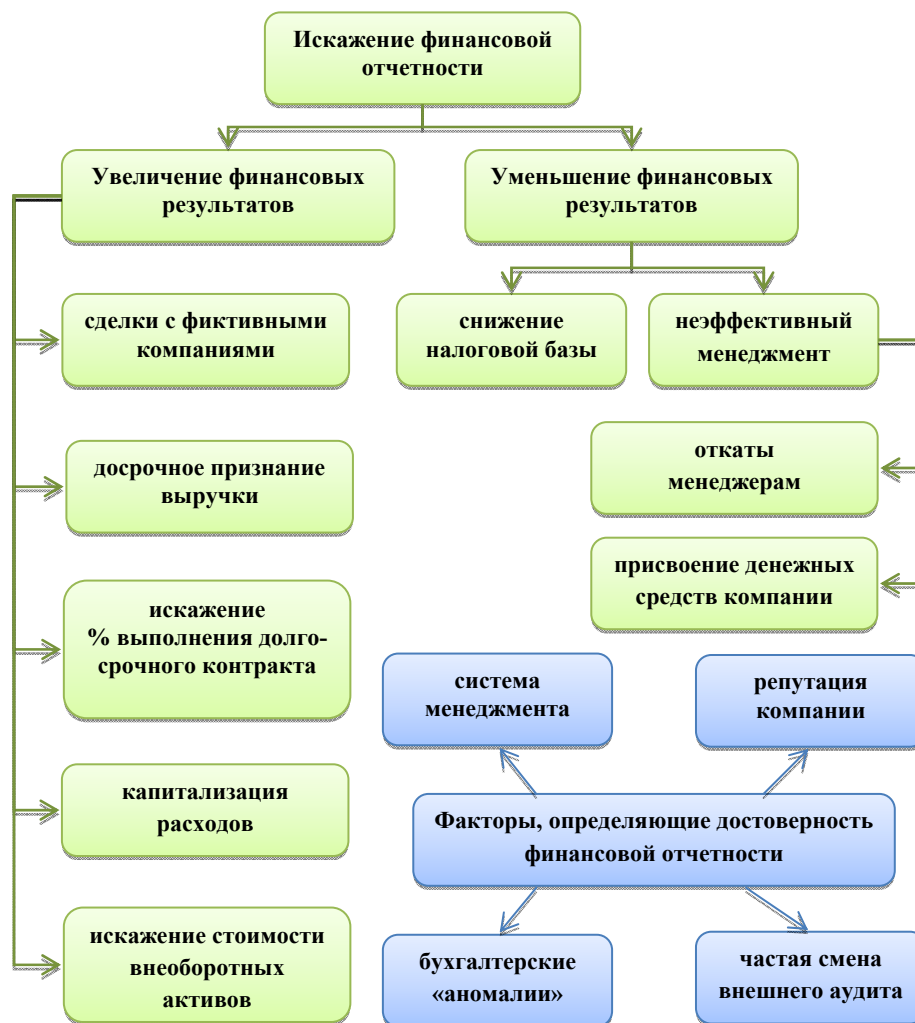 Искажение финансовой
отчетности
Увеличение финансовых
результатов
Уменьшение финансовых
результатов
сделки с фиктивными
компаниями
снижение
налоговой базы
неэффективный
менеджмент
досрочное признание
выручки
откаты
менеджерам
искажение
% выполнения долго-
срочного контракта
присвоение денежных
средств компании
система
менеджмента
репутация
компании
капитализация
расходов
Факторы, определяющие достоверность
финансовой отчетности
искажение стоимости
внеоборотных
активов
бухгалтерские
«аномалии»
частая смена
внешнего аудита